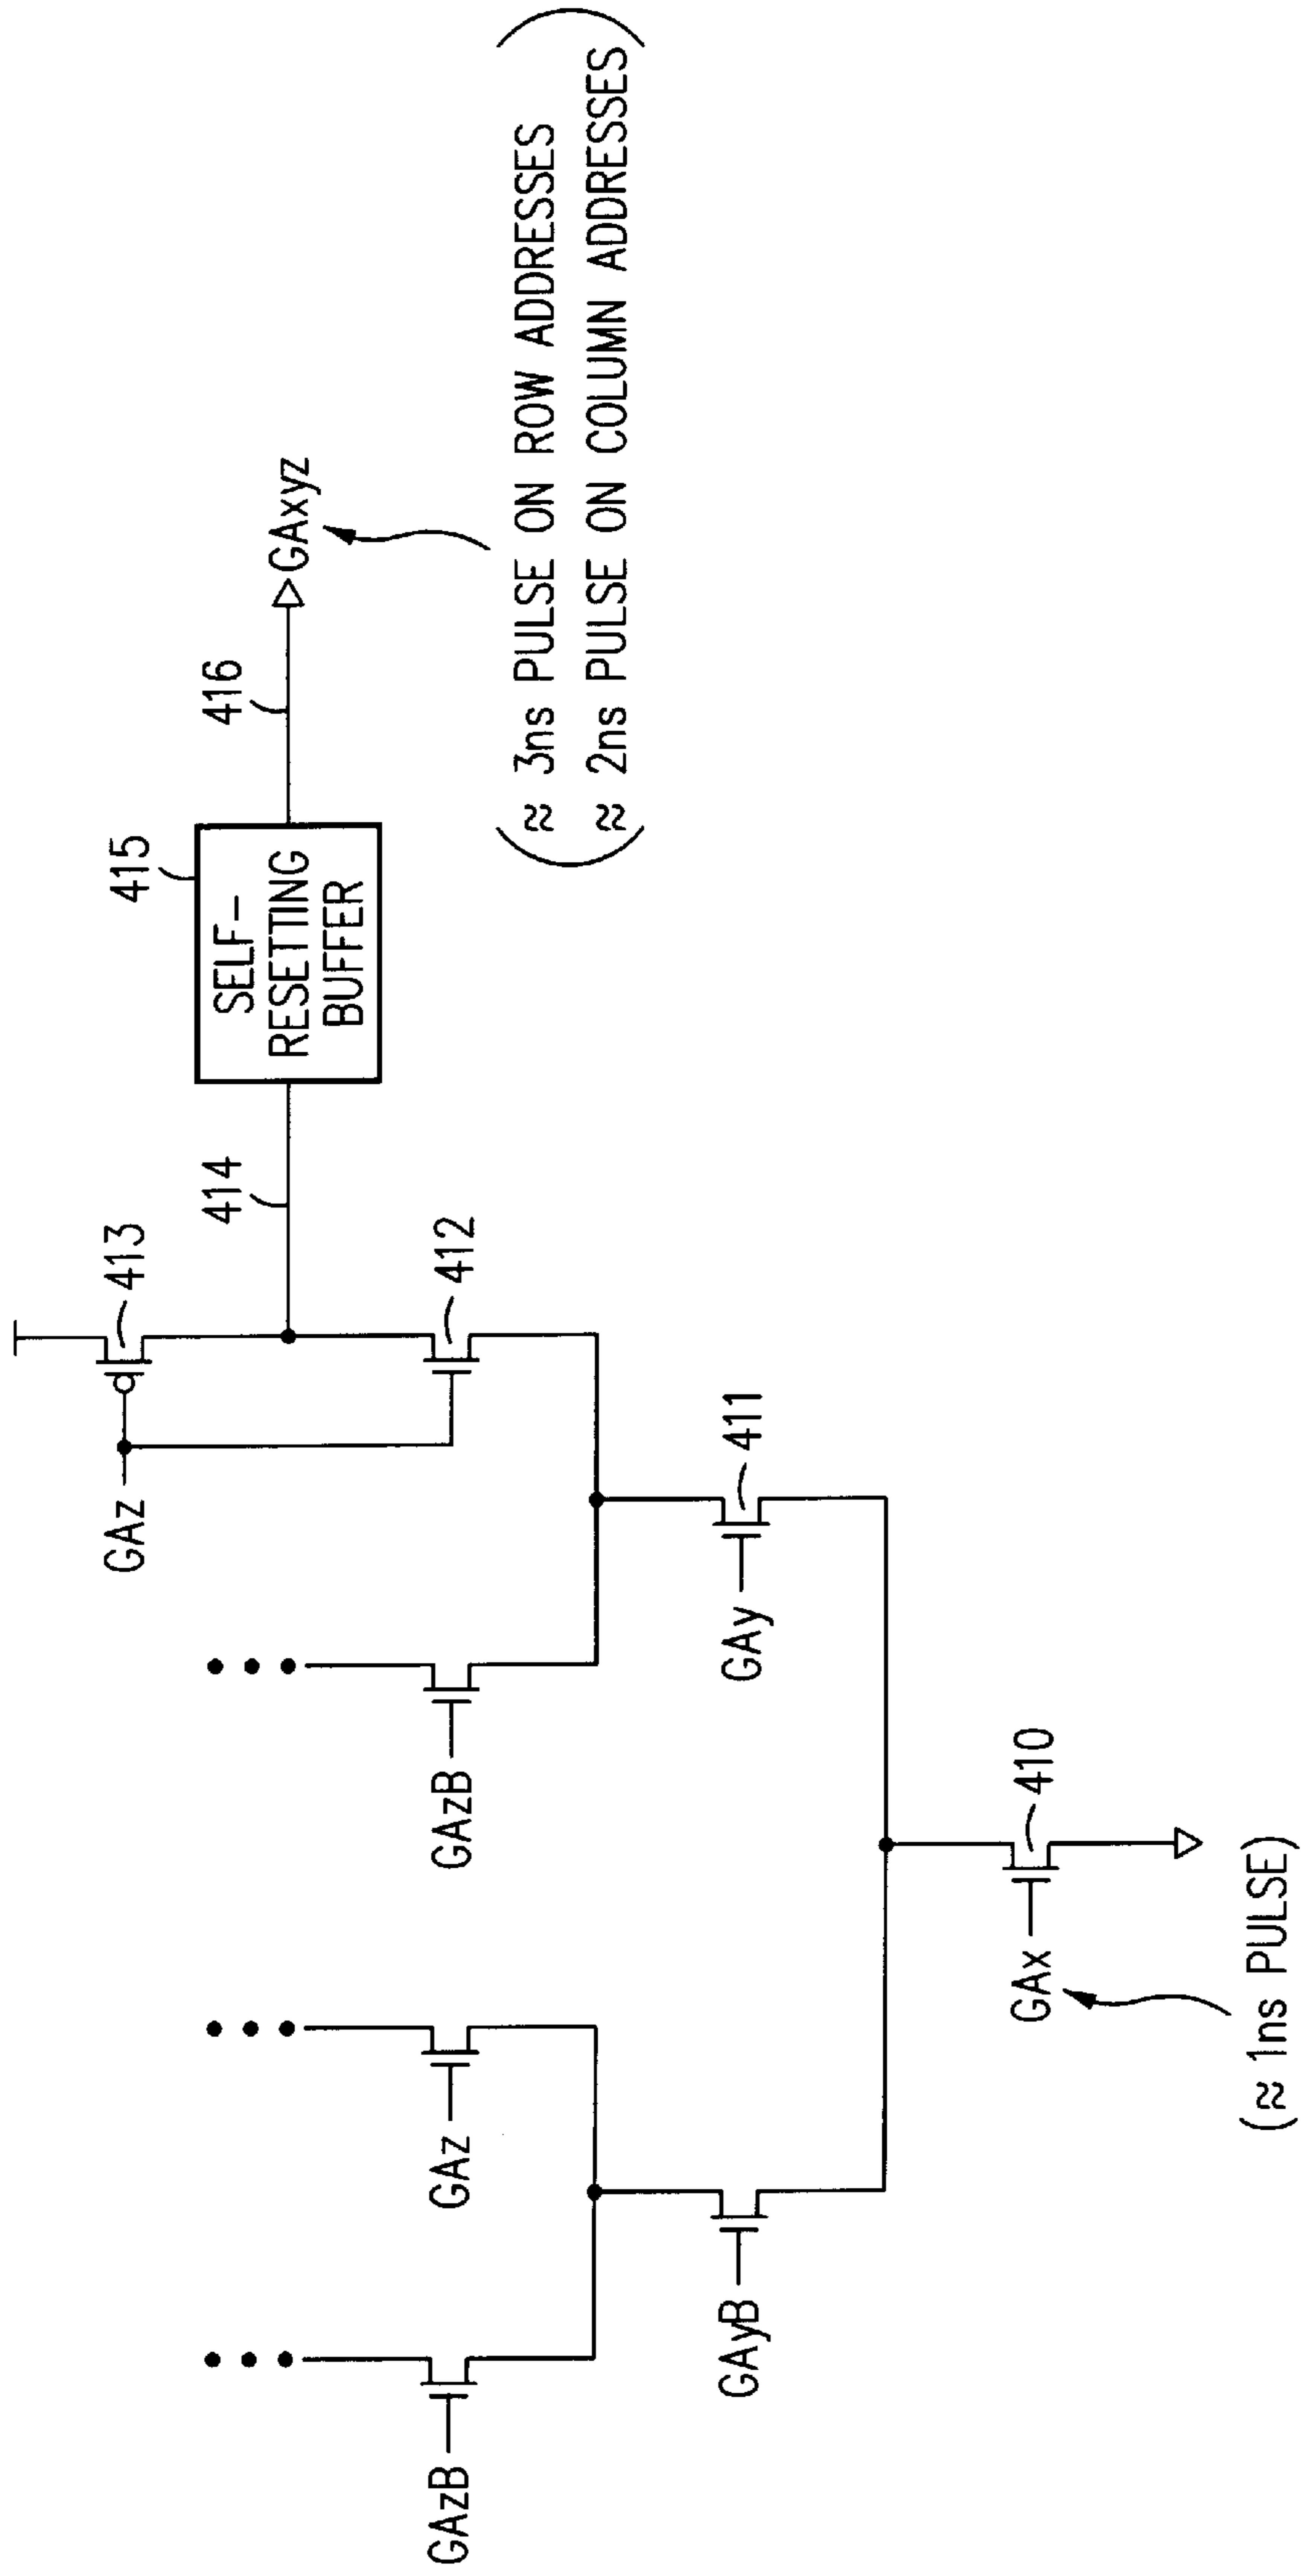 413
GAz
414
415
SELF-
RESETTING
BUFFER
416
GAxyz
≈ 3ns PULSE ON ROW ADDRESSES
≈ 2ns PULSE ON COLUMN ADDRESSES
GAzB
GAz
GAzB
412
GAyB
GAy
411
GAx
410
(≈ 1ns PULSE)